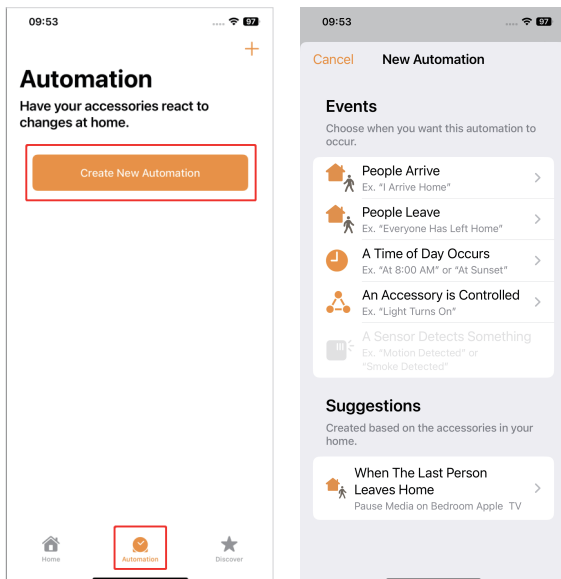 09:53
97
Automation
Have your accessories react to
changes at home.
Create New Automation
Home
Automation
Discover
09:53
97
Cancel
New Automation
Events
Choose when you want this automation to
occur.
People Arrive
Ex. "I Arrive Home"
People Leave
Ex. "Everyone Has Left Home"
A Time of Day Occurs
Ex. "At 8:00 AM" or "At Sunset"
An Accessory is Controlled
Ex. "Light Turns On"
A Sensor Detects Something
Ex. "Motion Detected" or
"Smoke Detected"
Suggestions
Created based on the accessories in your
home.
When The Last Person
Leaves Home
Pause Media on Bedroom Apple TV